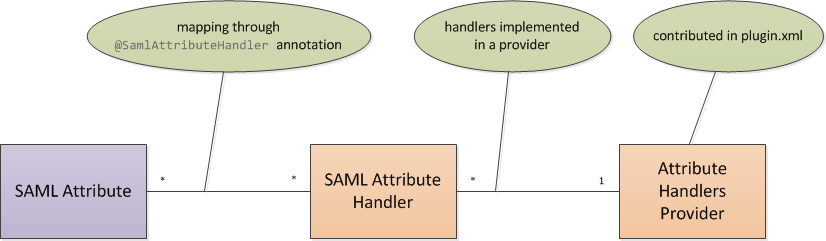 mapping through
@SamlAttributeHandler annotation
handlers implemented
in a provider
contributed in plugin.xml
SAML Attribute
*
*
SAML Attribute
Handler
*
1
Attribute
Handlers
Provider